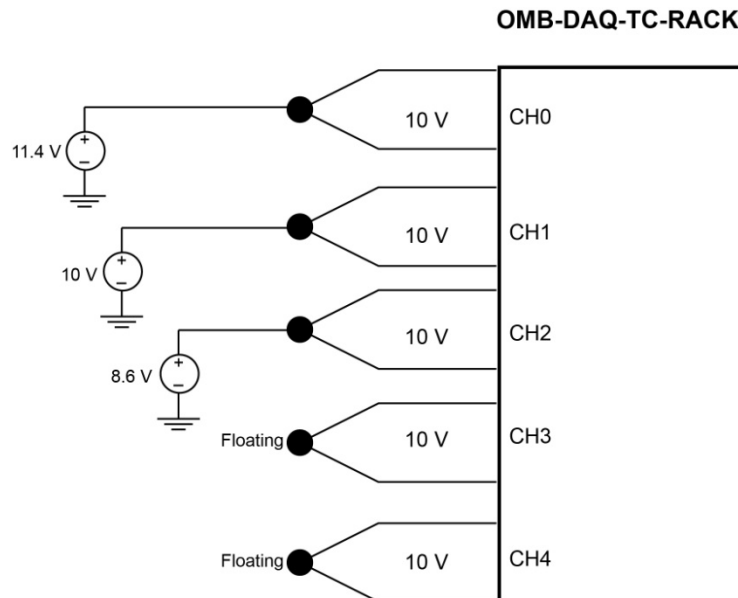 OMB-DAQ-TC-RACK
10 V
CH0
+
11.4 V
−
10 V
CH1
+
10 V
−
10 V
CH2
+
8.6 V
−
Floating
10 V
CH3
Floating
10 V
CH4